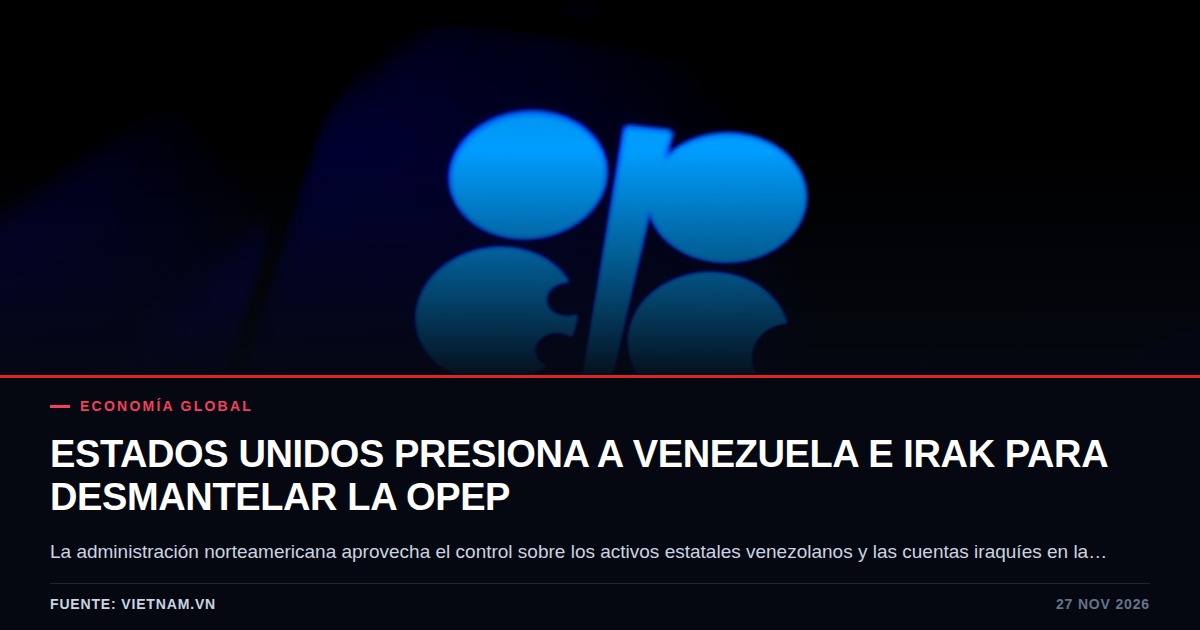 ECONOMÍA GLOBAL
ESTADOS UNIDOS PRESIONA A VENEZUELA E IRAK PARA
DESMANTELAR LA OPEP
La administración norteamericana aprovecha el control sobre los activos estatales venezolanos y las cuentas iraquíes en la…
FUENTE: VIETNAM.VN
27 NOV 2026